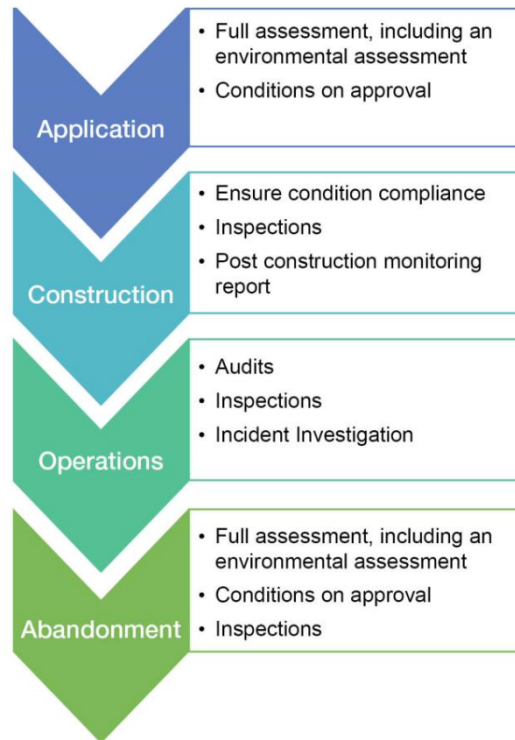 Application
• Full assessment, including an
environmental assessment
• Conditions on approval
Construction
• Ensure condition compliance
• Inspections
• Post construction monitoring
report
Operations
• Audits
• Inspections
• Incident Investigation
Abandonment
• Full assessment, including an
environmental assessment
• Conditions on approval
• Inspections